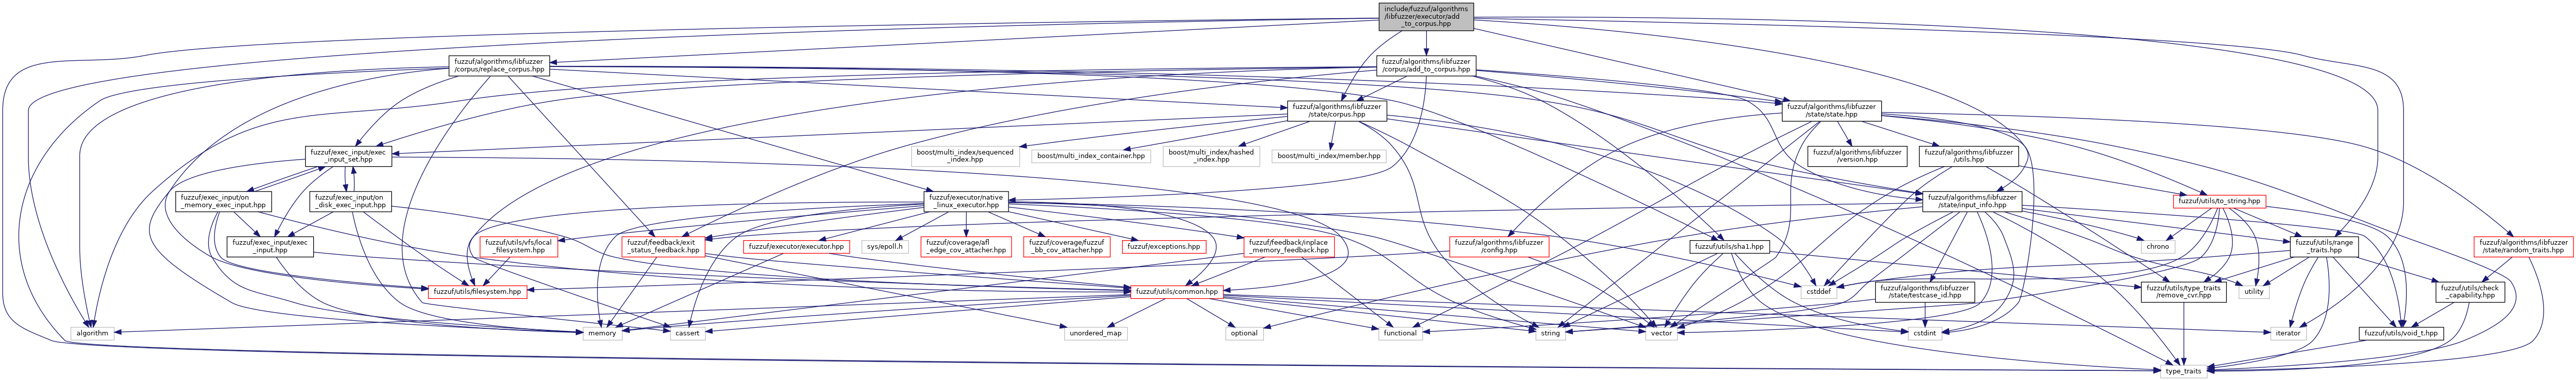 include/fuzzuf/algorithms
/libfuzzer/executor/add
_to_corpus.hpp
fuzzuf/algorithms/libfuzzer
/corpus/replace_corpus.hpp
fuzzuf/algorithms/libfuzzer
/corpus/add_to_corpus.hpp
fuzzuf/algorithms/libfuzzer
/state/corpus.hpp
fuzzuf/algorithms/libfuzzer
/state/state.hpp
fuzzuf/exec_input/exec
_input_set.hpp
boost/multi_index/sequenced
_index.hpp
boost/multi_index_container.hpp
boost/multi_index/hashed
_index.hpp
boost/multi_index/member.hpp
fuzzuf/algorithms/libfuzzer
/version.hpp
fuzzuf/algorithms/libfuzzer
/utils.hpp
fuzzuf/exec_input/on
_memory_exec_input.hpp
fuzzuf/exec_input/on
_disk_exec_input.hpp
fuzzuf/executor/native
_linux_executor.hpp
fuzzuf/algorithms/libfuzzer
/state/input_info.hpp
fuzzuf/utils/to_string.hpp
fuzzuf/exec_input/exec
_input.hpp
fuzzuf/utils/vfs/local
_filesystem.hpp
fuzzuf/feedback/exit
_status_feedback.hpp
fuzzuf/executor/executor.hpp
sys/epoll.h
fuzzuf/coverage/afl
_edge_cov_attacher.hpp
fuzzuf/coverage/fuzzuf
_bb_cov_attacher.hpp
fuzzuf/exceptions.hpp
fuzzuf/feedback/inplace
_memory_feedback.hpp
fuzzuf/algorithms/libfuzzer
/config.hpp
fuzzuf/utils/sha1.hpp
chrono
fuzzuf/utils/range
_traits.hpp
fuzzuf/algorithms/libfuzzer
/state/random_traits.hpp
fuzzuf/utils/filesystem.hpp
fuzzuf/utils/common.hpp
cstddef
fuzzuf/algorithms/libfuzzer
/state/testcase_id.hpp
fuzzuf/utils/type_traits
/remove_cvr.hpp
utility
fuzzuf/utils/check
_capability.hpp
algorithm
memory
cassert
unordered_map
optional
functional
string
vector
cstdint
iterator
fuzzuf/utils/void_t.hpp
type_traits